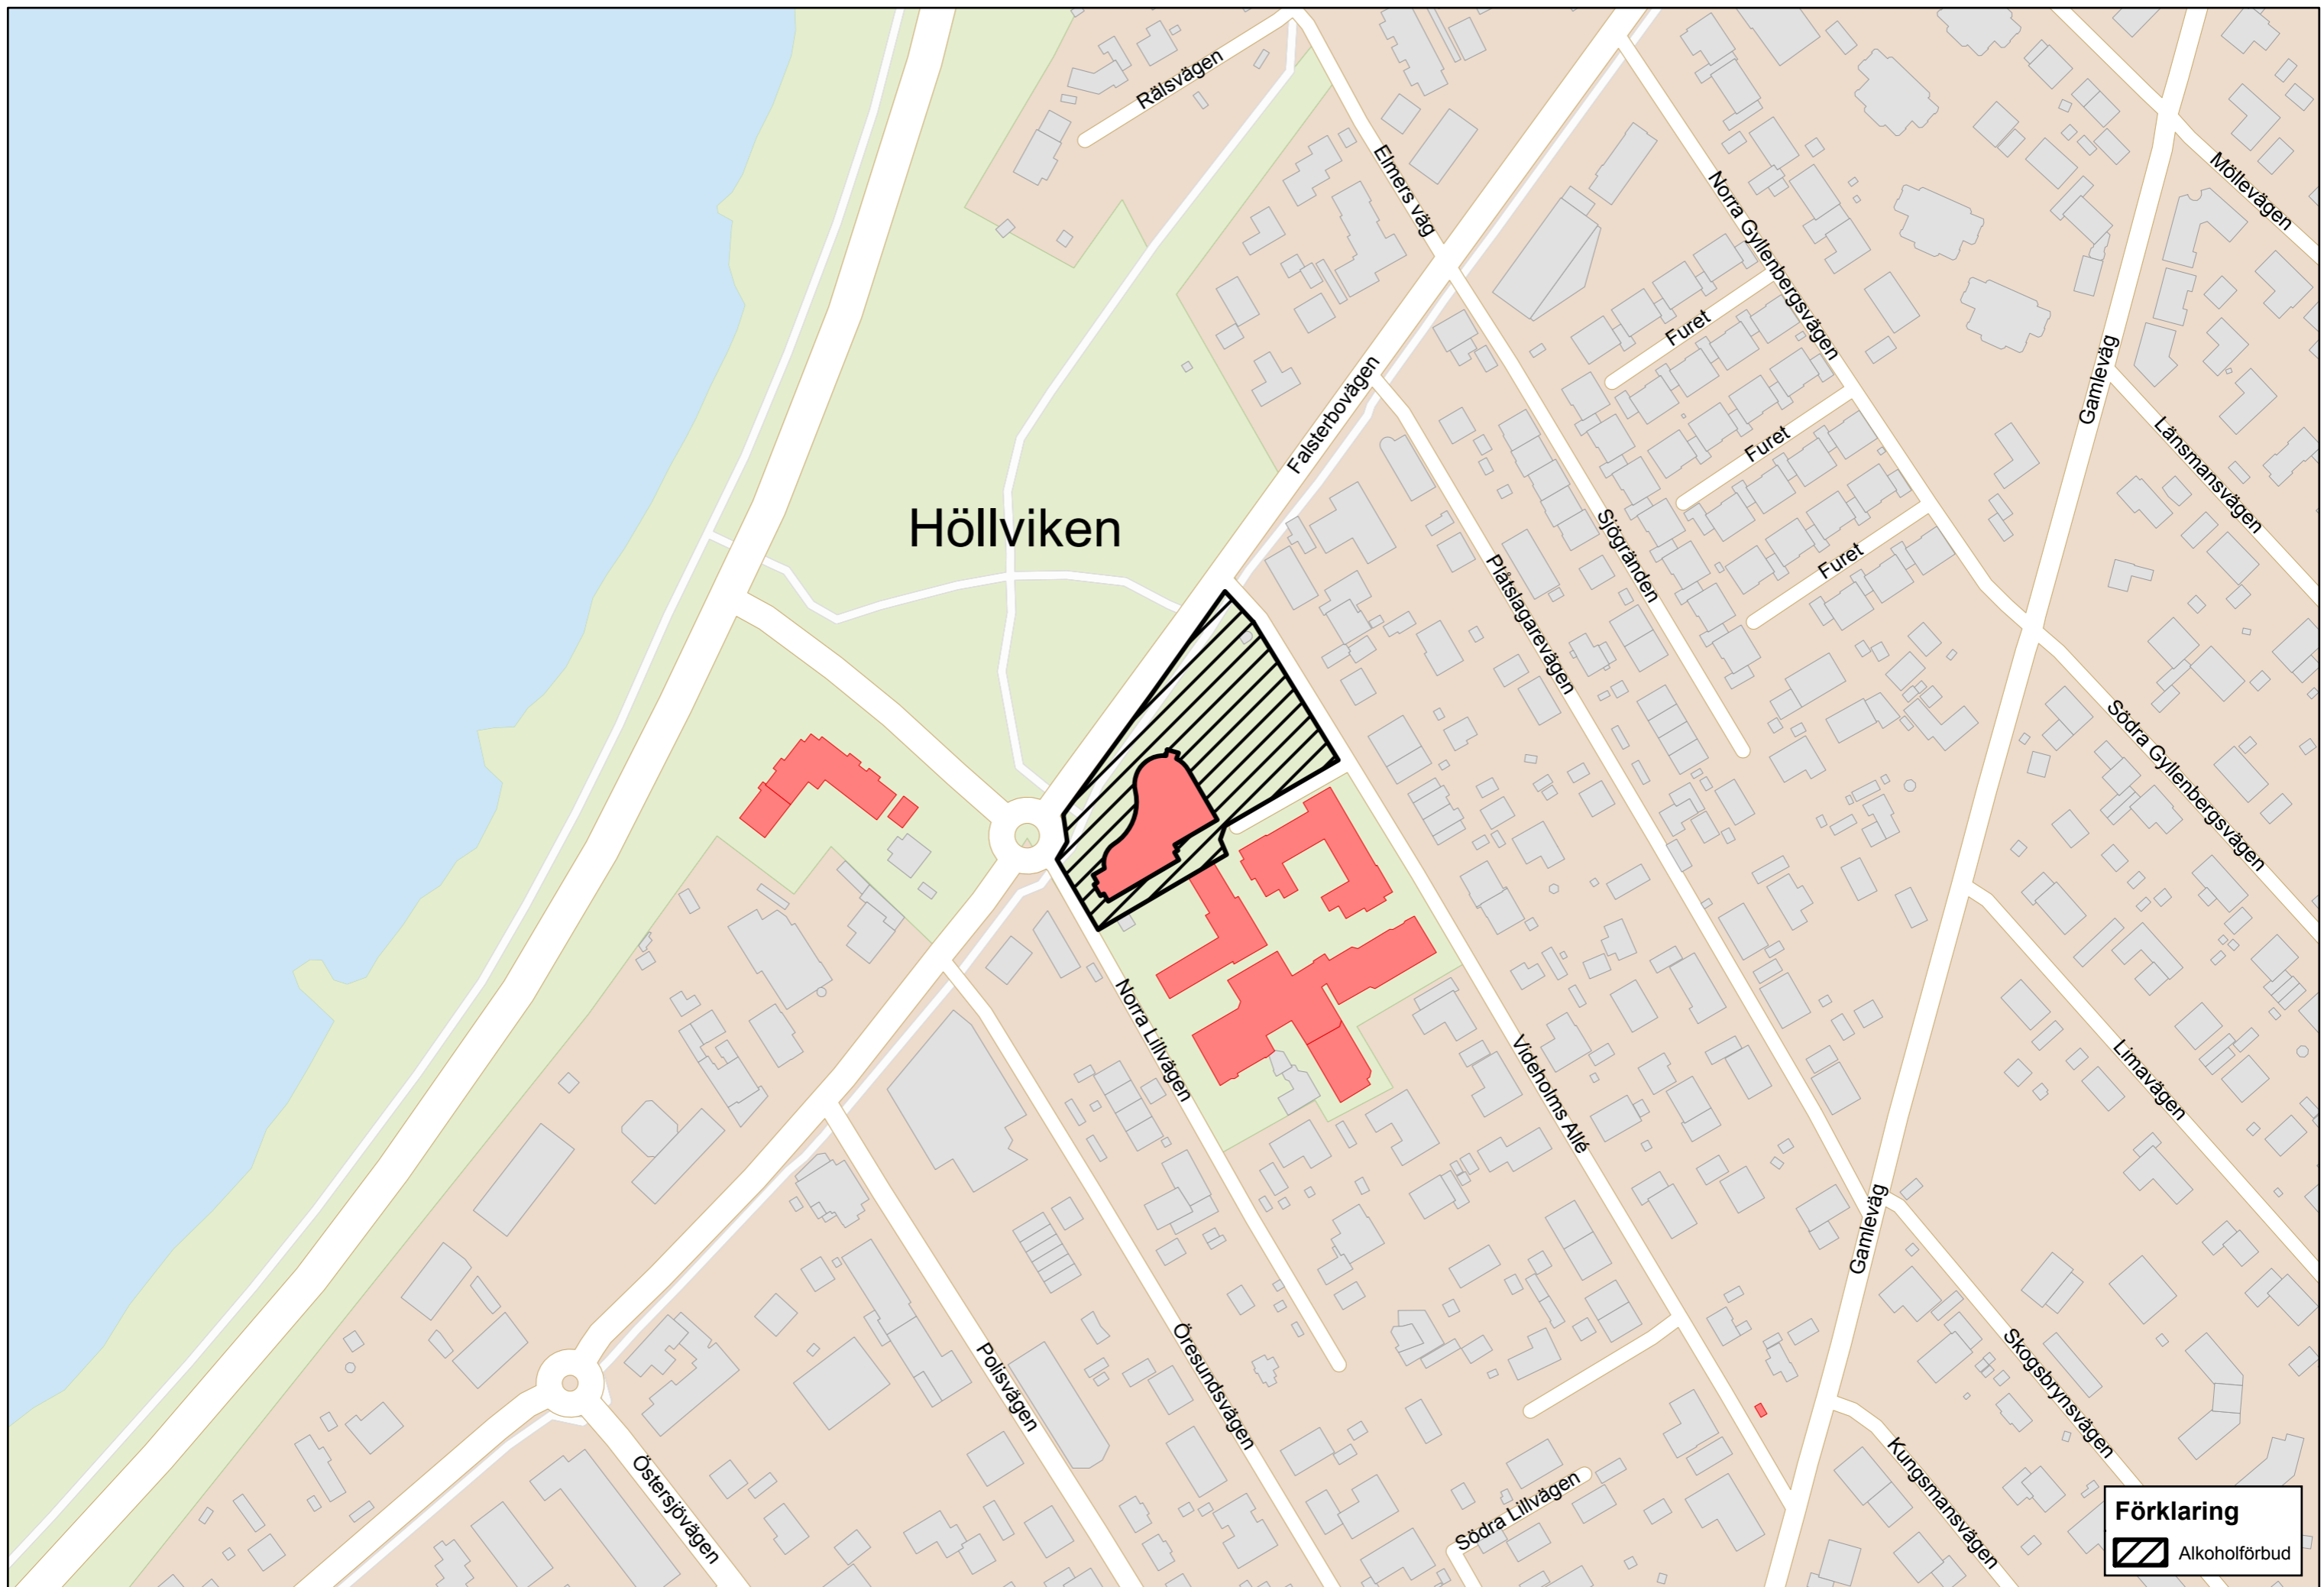 Rälsvägen
Elmers väg
Norra Gyllenbergsvägen
Möllevägen
Furet
Falsterbovägen
Gamleväg
Furet
Länsmansvägen
Höllviken
Sjögränden
Furet
Plåtslagarevägen
Södra Gyllenbergsvägen
Norra Lillvägen
Videholms Allé
Limavägen
Gamleväg
Polisvägen
Öresundsvägen
Skogsbrynsvägen
Östersjövägen
Södra Lillvägen
Kungsmansvägen
Förklaring
Alkoholförbud